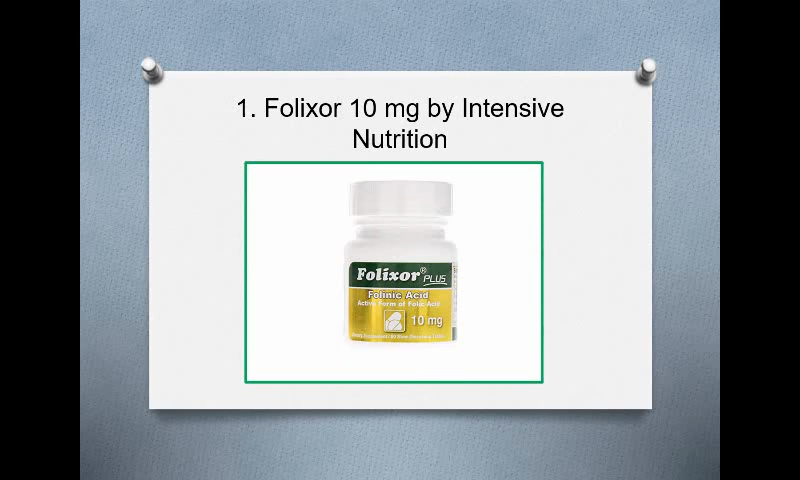 1. Folixor 10 mg by Intensive
Nutrition
Folixor® PLUS
Folinic Acid
Active Form of Folic Acid
10 mg